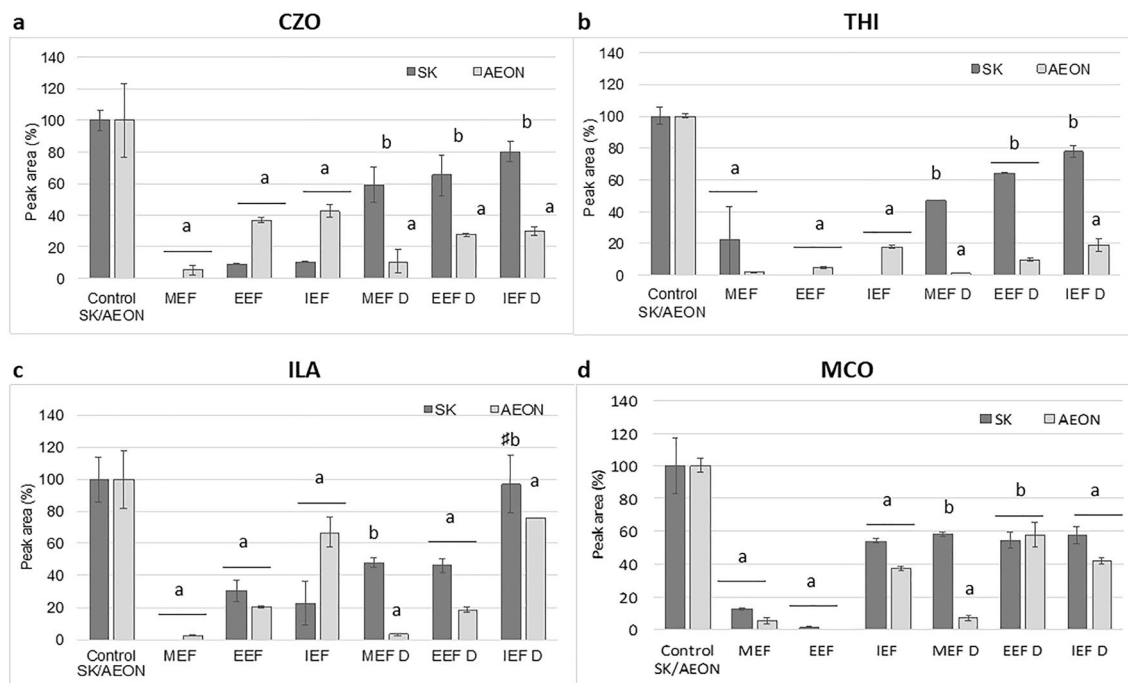 a CZO
140
120
100
80
60
40
20
0
Peak area (%)
SK AEON
a a a b a b a b a
Control MEF EEF IEF MEF D EEF D IEF D
SK/AEON
b THI
140
120
100
80
60
40
20
0
Peak area (%)
SK AEON
a a a b a b b a
Control MEF EEF IEF MEF D EEF D IEF D
SK/AEON
c ILA
140
120
100
80
60
40
20
0
Peak area (%)
SK AEON
a a a b a a ♯b a
Control MEF EEF IEF MEF D EEF D IEF D
SK/AEON
d MCO
140
120
100
80
60
40
20
0
Peak area (%)
SK AEON
a a a b a b a
Control MEF EEF IEF MEF D EEF D IEF D
SK/AEON